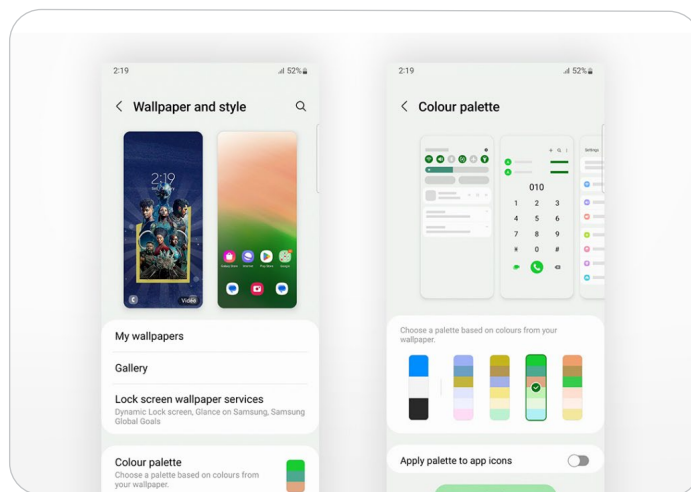 2:19
52%
Wallpaper and style
2:19
Video
My wallpapers
Gallery
Lock screen wallpaper services
Dynamic Lock screen, Glance on Samsung, Samsung
Global Goals
Colour palette
Choose a palette based on colours from
your wallpaper.
2:19
52%
Colour palette
Settings
010
1 2 3
4 5 6
7 8 9
0 #
Choose a palette based on colours from your
wallpaper.
Apply palette to app icons